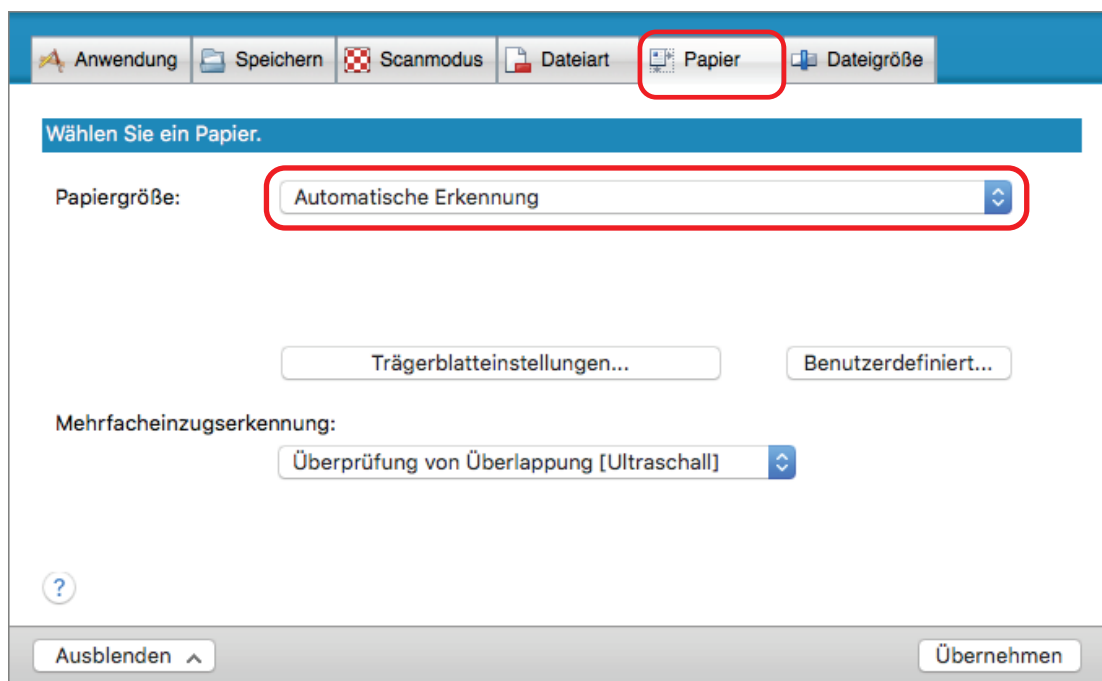 Anwendung Speichern Scanmodus Dateiart Papier Dateigröße
Wählen Sie ein Papier.
Papiergröße: Automatische Erkennung
Trägerblatteinstellungen... Benutzerdefiniert...
Mehrfacheinzugserkennung:
Überprüfung von Überlappung [Ultraschall]
?
Ausblenden Übernehmen